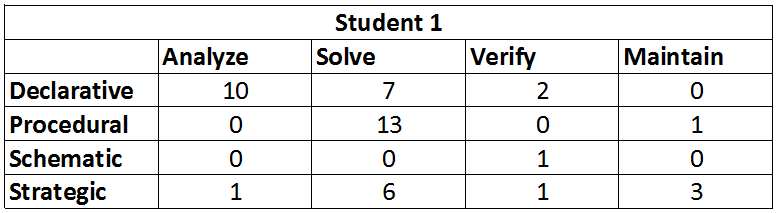 Student 1
Analyze Solve Verify Maintain
Declarative 10 7 2 0
Procedural 0 13 0 1
Schematic 0 0 1 0
Strategic 1 6 1 3